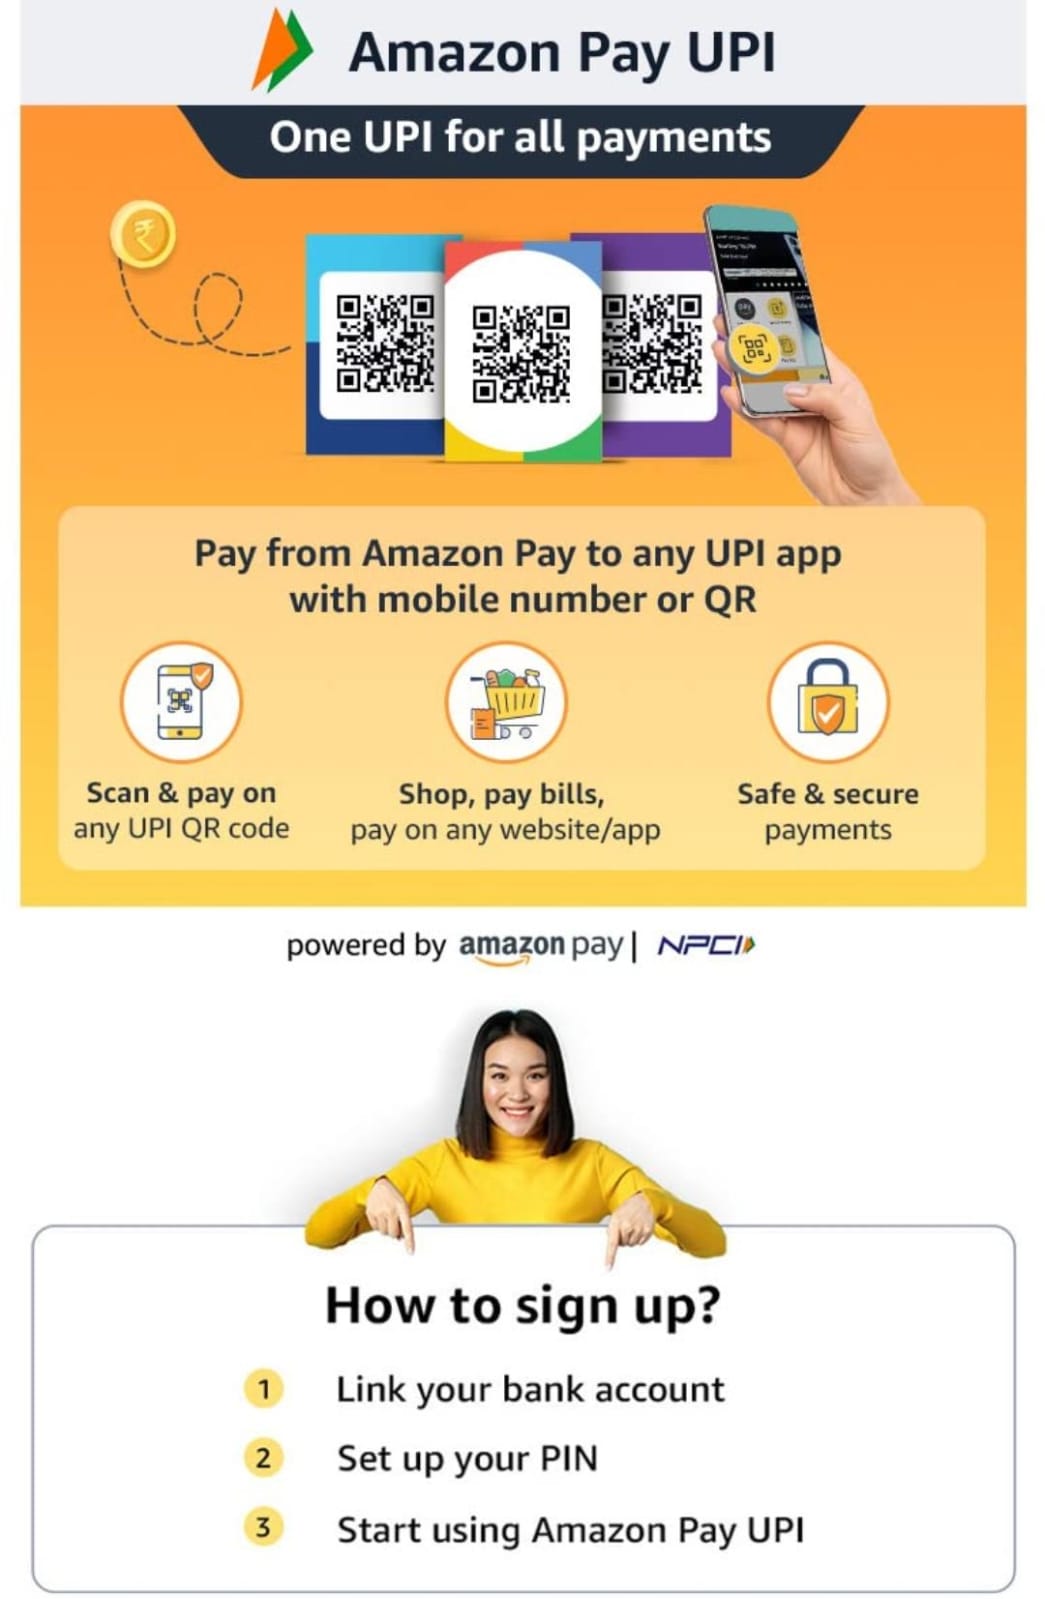 Amazon Pay UPI
One UPI for all payments
Pay from Amazon Pay to any UPI app
with mobile number or QR
Scan & pay on
any UPI QR code
Shop, pay bills,
pay on any website/app
Safe & secure
payments
powered by amazon pay | NPCI
How to sign up?
1 Link your bank account
2 Set up your PIN
3 Start using Amazon Pay UPI